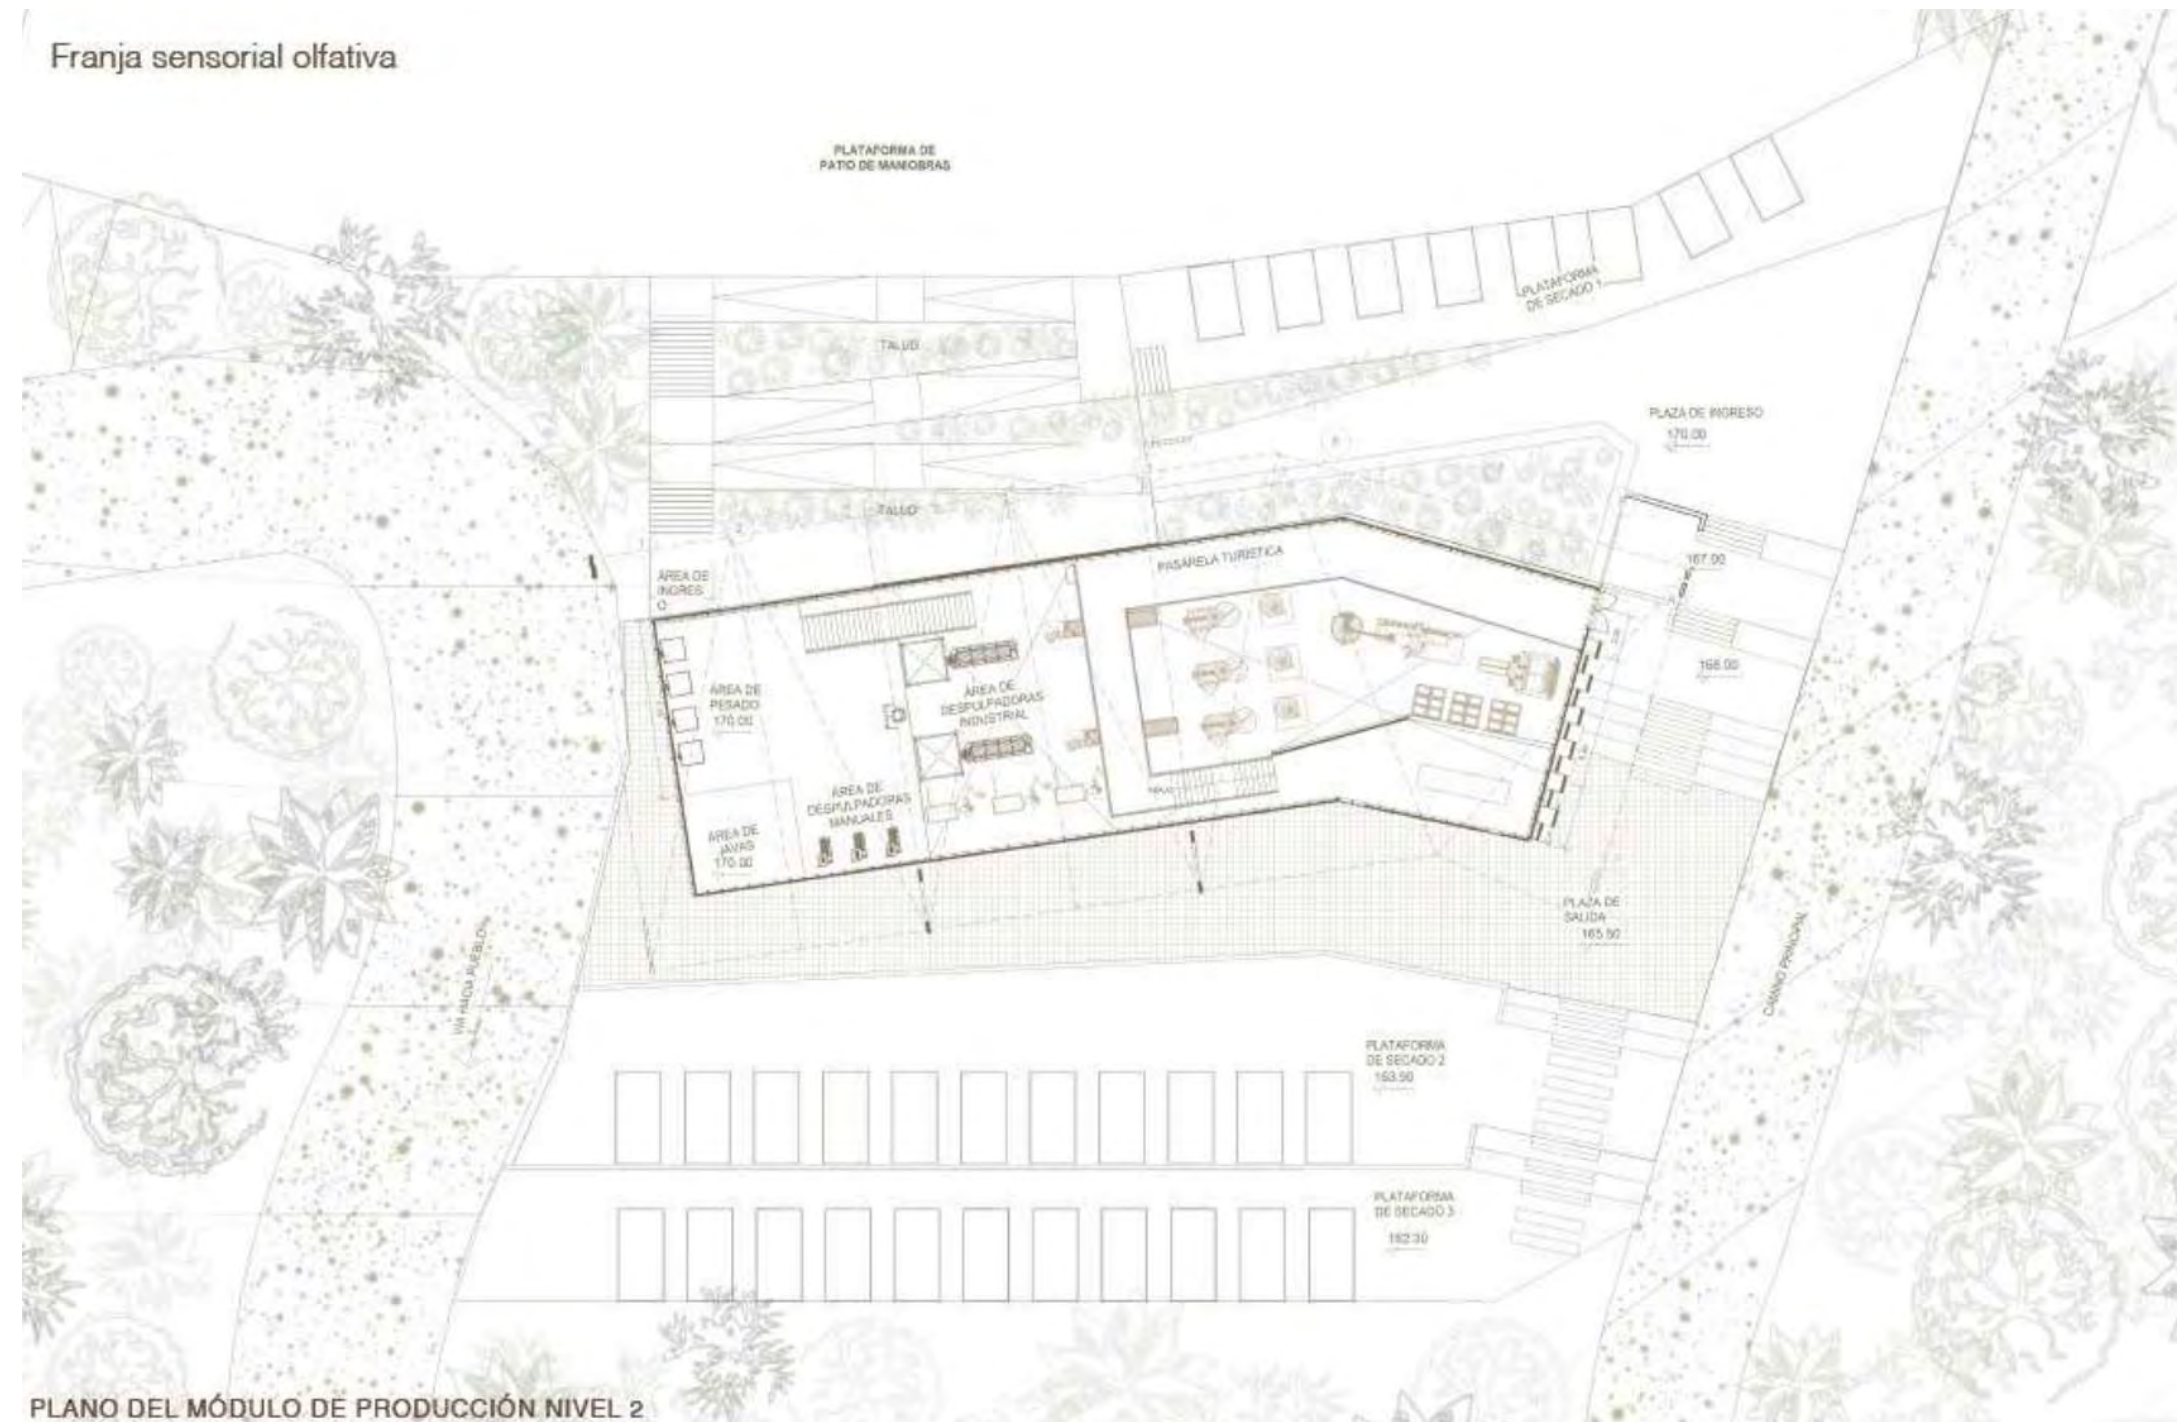 Franja sensorial olfativa
PLATAFORMA DE
PATIO DE MANIOBRAS
PLATAFORMA
DE SECADO 1
TALUD
PLAZA DE INGRESO
170.00
TALUD
PASARELA TURÍSTICA
167.00
ÁREA DE
INGRES
O
168.00
ÁREA DE
PESADO
170.00
ÁREA DE
DESPULPADORAS
INDUSTRIAL
ÁREA DE
DESPULPADORAS
MANUALES
ÁREA DE
JAVAS
170.00
PLAZA DE
SALIDA
165.50
VIA HACIA PUEBLO
CAMINO PRINCIPAL
PLATAFORMA
DE SECADO 2
163.50
PLATAFORMA
DE SECADO 3
162.30
PLANO DEL MÓDULO DE PRODUCCIÓN NIVEL 2